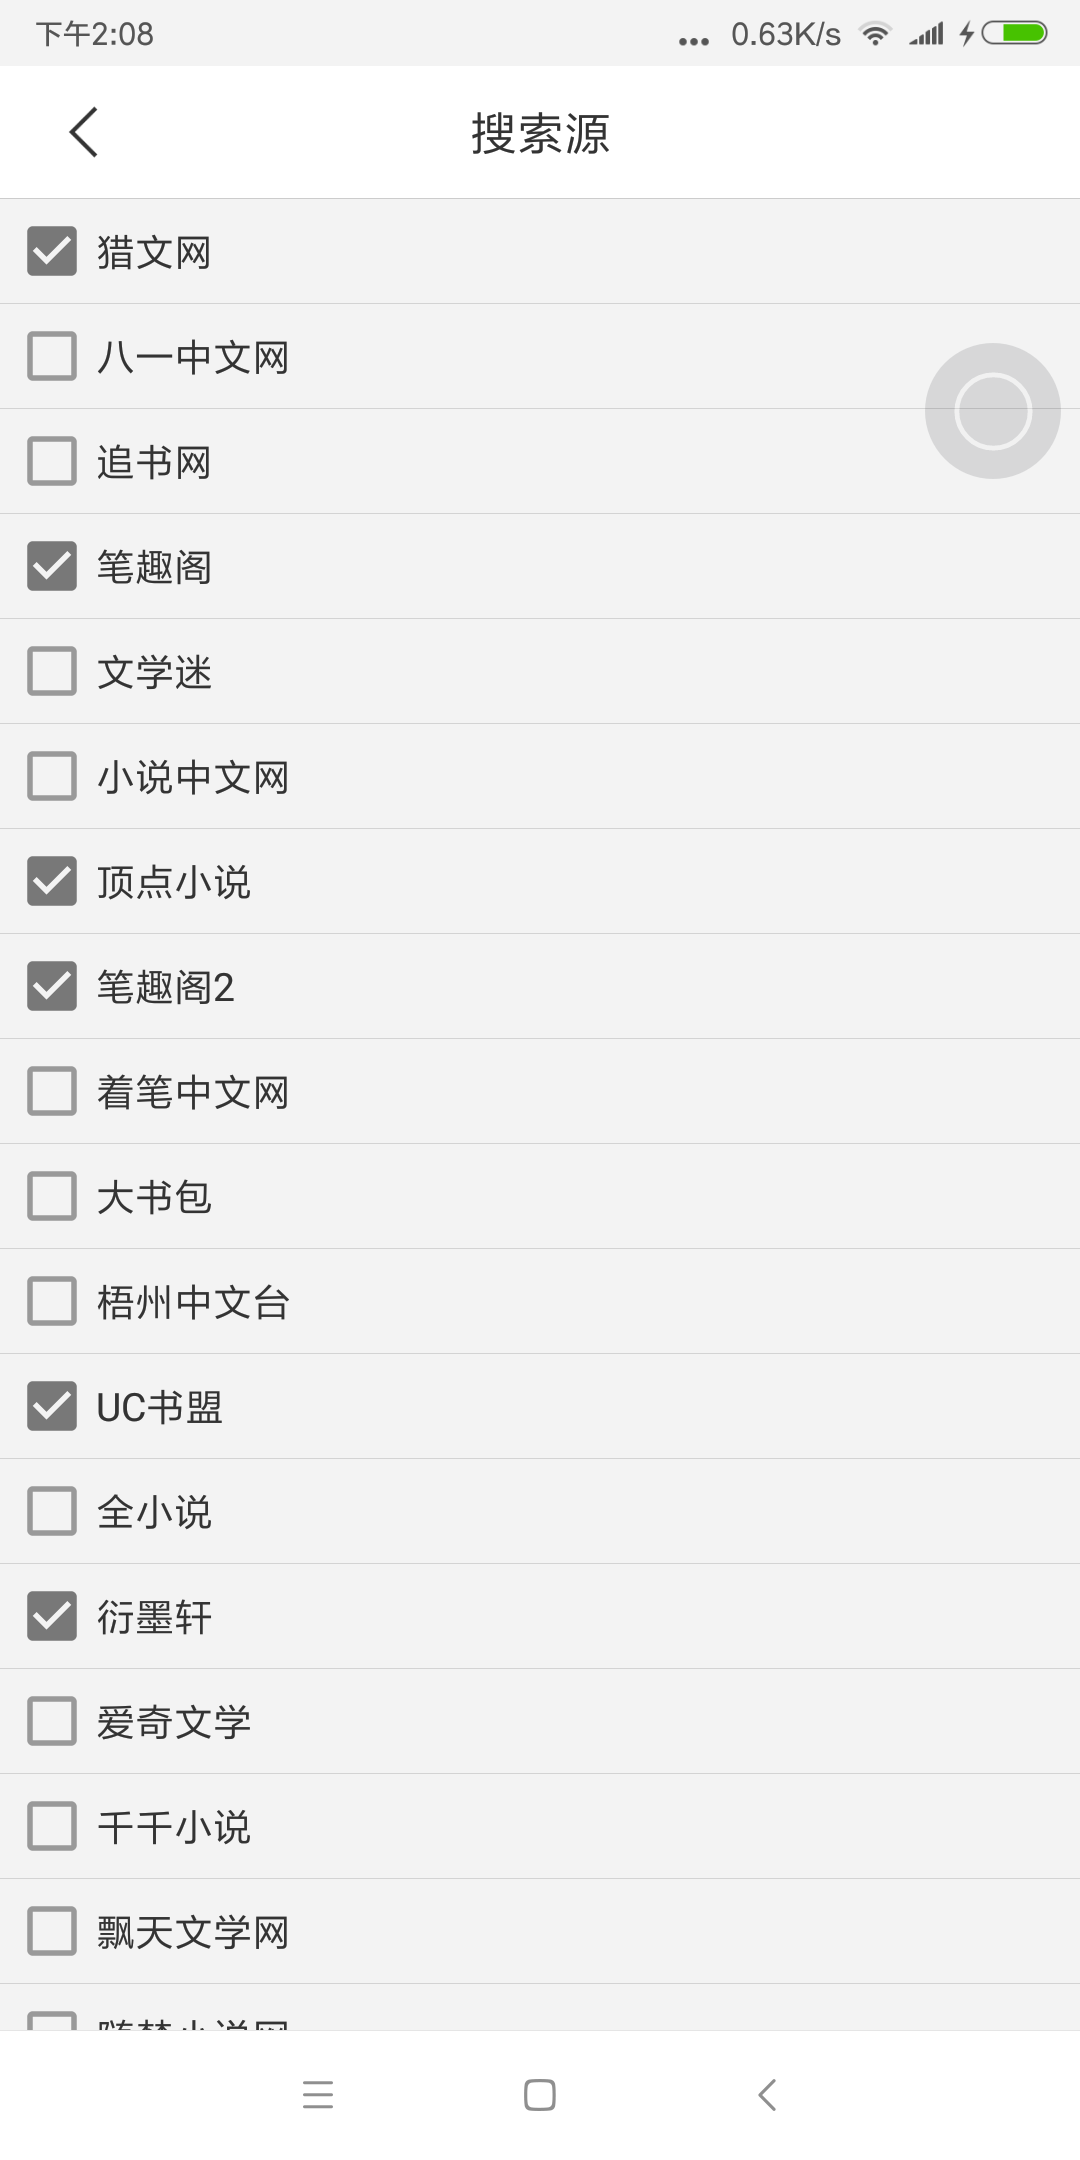 下午2:08
0.63K/s
搜索源
猎文网
八一中文网
追书网
笔趣阁
文学迷
小说中文网
顶点小说
笔趣阁2
着笔中文网
大书包
梧州中文台
UC书盟
全小说
衍墨轩
爱奇文学
千千小说
飘天文学网